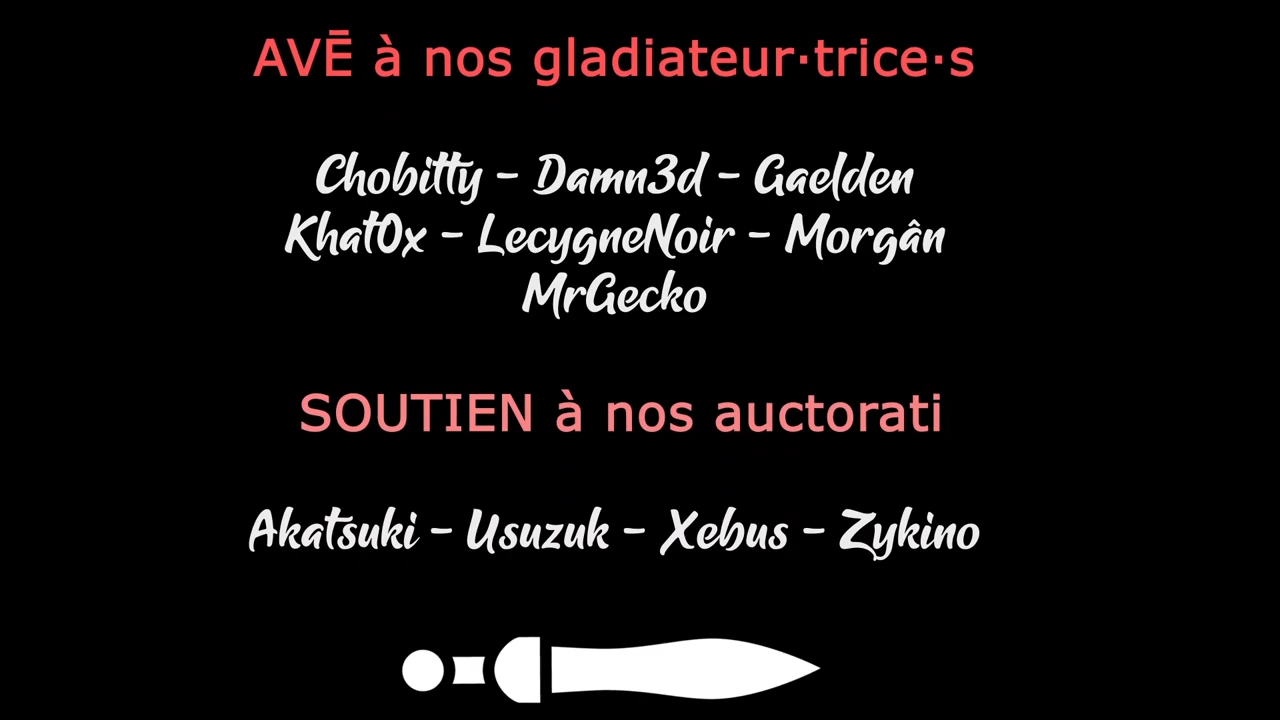 AVĒ à nos gladiateur·trice·s
Chobitty - Damn3d - Gaelden
Khat0x - LecygneNoir - Morgân
MrGecko
SOUTIEN à nos auctorati
Akatsuki - Usuzuk - Xebus - Zykino